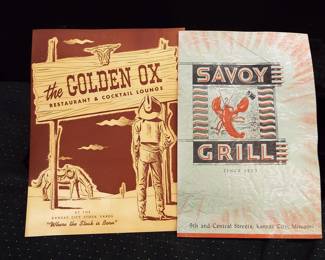 the GOLDEN OX
RESTAURANT & COCKTAIL LOUNGE
AT THE
KANSAS CITY STOCK YARDS
"Where the Steak is Born"
SAVOY
GRILL
SINCE 1903
9th and Central Streets, Kansas City, Missouri